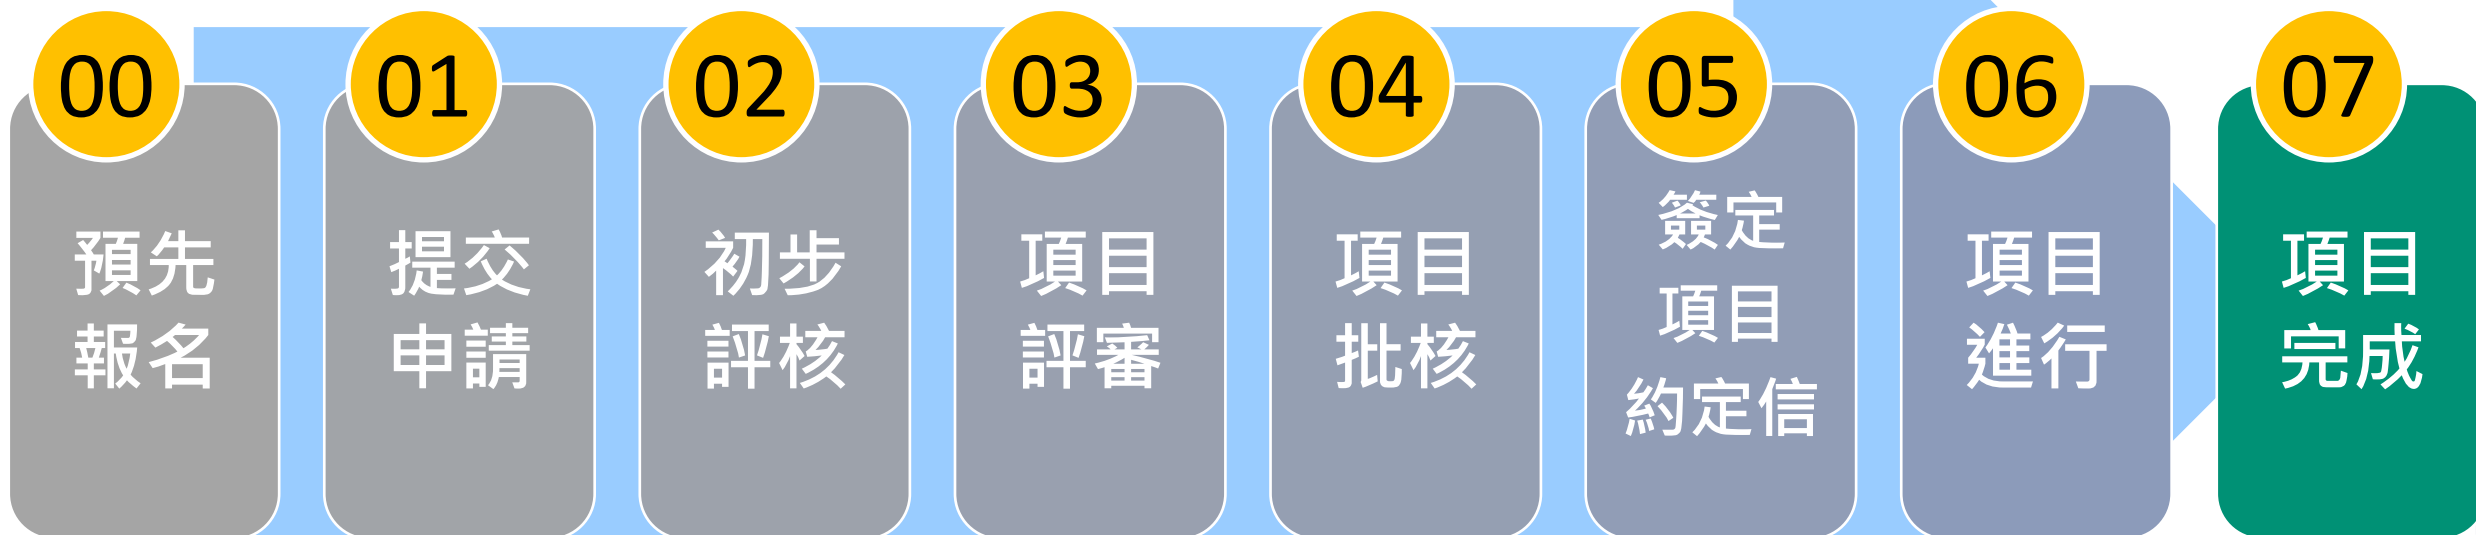 00
預先
報名
01
提交
申請
02
初步
評核
03
項目
評審
04
項目
批核
05
簽定
項目
約定信
06
項目
進行
07
項目
完成